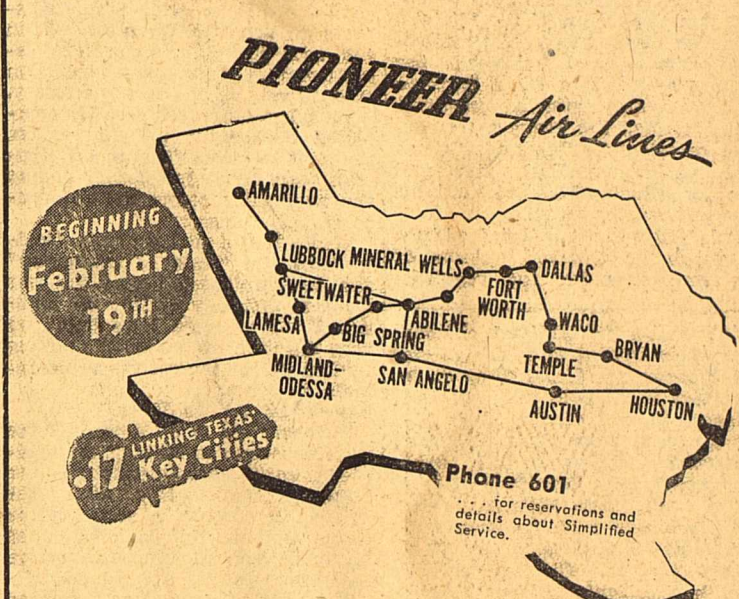 PIONEER Air Lines
BEGINNING
February
19TH
AMARILLO
LUBBOCK
MINERAL WELLS
DALLAS
FORT
WORTH
SWEETWATER
LAMESA
ABILENE
BIG SPRING
WACO
BRYAN
TEMPLE
MIDLAND-
ODESSA
SAN ANGELO
AUSTIN
HOUSTON
17 LINKING TEXAS'
Key Cities
Phone 601
. . . for reservations and
details about Simplified
Service.